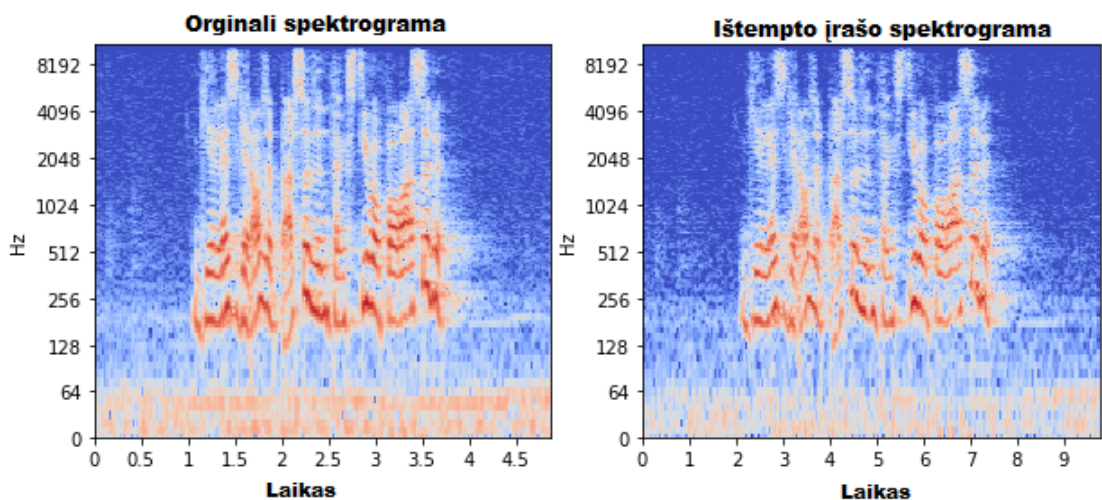 Orginali spektrograma
8192
4096
2048
1024
512
256
128
64
0
Hz
0 0.5 1 1.5 2 2.5 3 3.5 4 4.5
Laikas
Ištempto įrašo spektrograma
8192
4096
2048
1024
512
256
128
64
0
Hz
0 1 2 3 4 5 6 7 8 9
Laikas